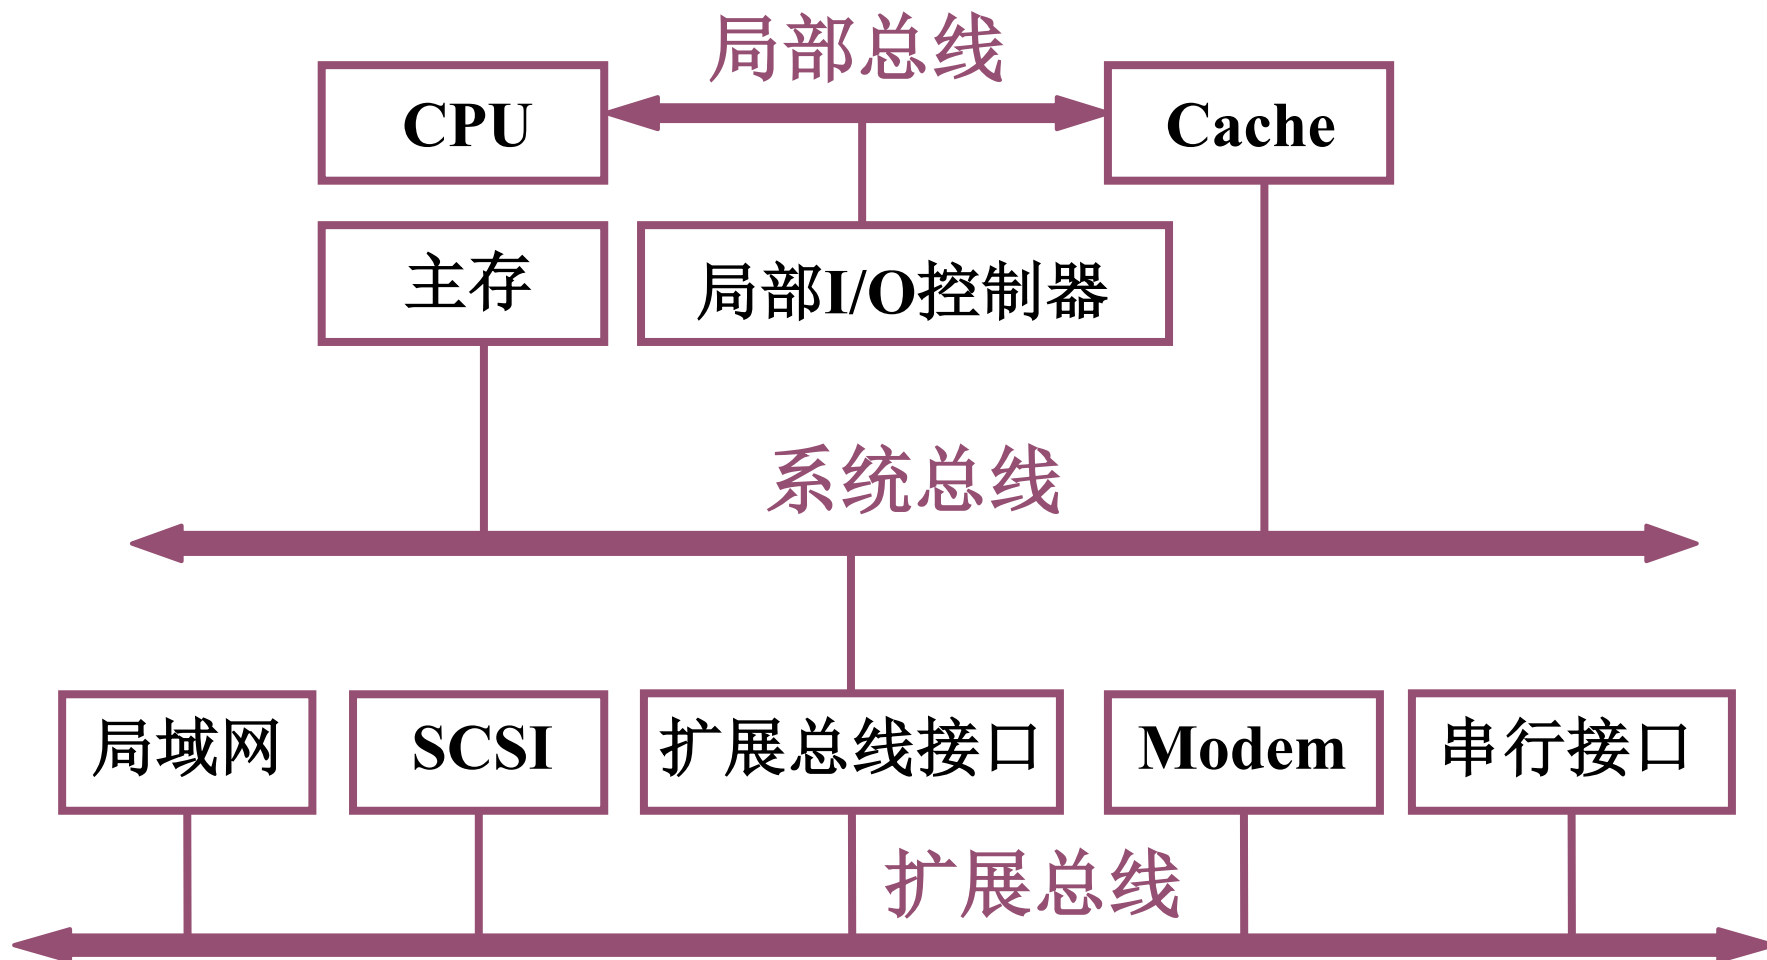 局部总线
CPU
Cache
主存
局部I/O控制器
系统总线
局域网
SCSI
扩展总线接口
Modem
串行接口
扩展总线